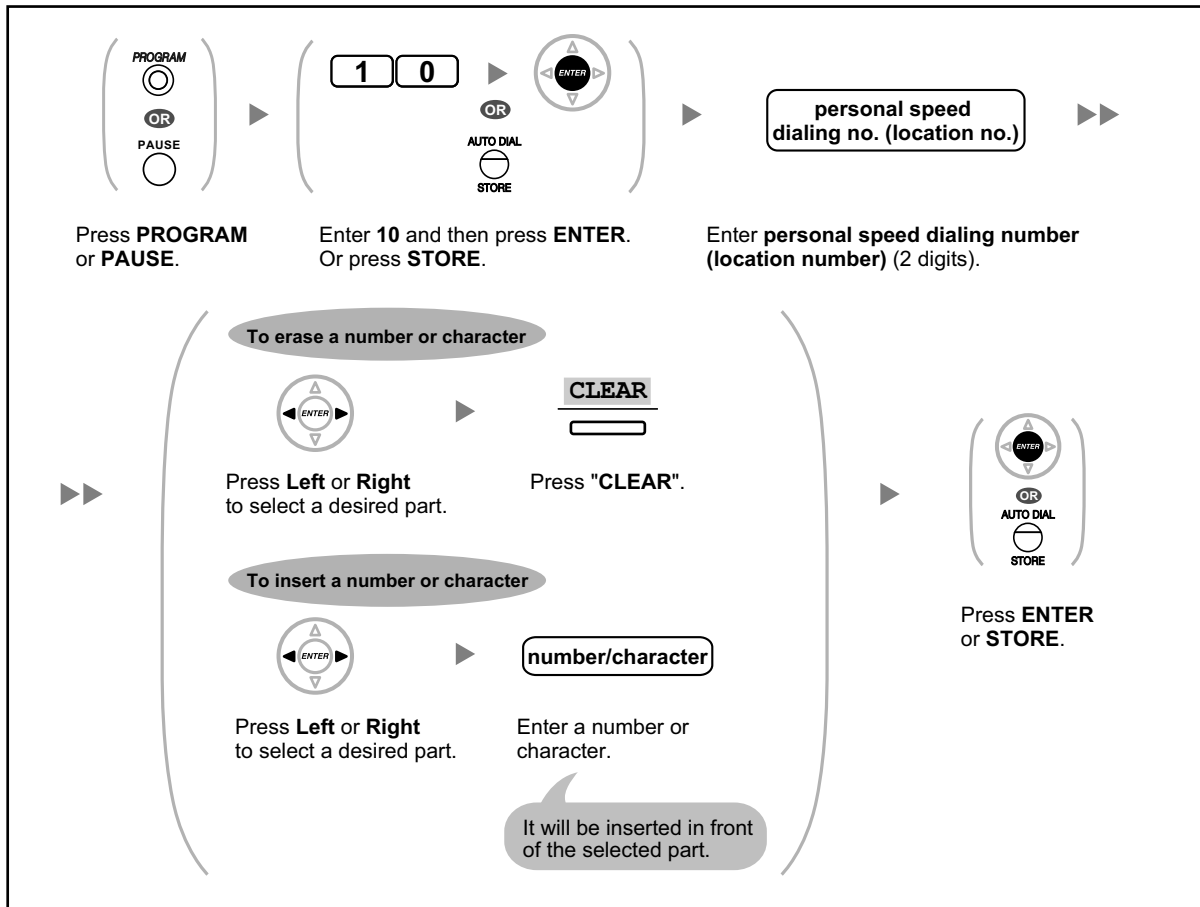 PROGRAM
OR
PAUSE
1 0
ENTER
OR
AUTO DIAL
STORE
personal speed
dialing no. (location no.)
Press PROGRAM
or PAUSE.
Enter 10 and then press ENTER.
Or press STORE.
Enter personal speed dialing number
(location number) (2 digits).
To erase a number or character
ENTER
CLEAR
Press Left or Right
to select a desired part.
Press "CLEAR".
To insert a number or character
ENTER
number/character
Press Left or Right
to select a desired part.
Enter a number or
character.
It will be inserted in front
of the selected part.
ENTER
OR
AUTO DIAL
STORE
Press ENTER
or STORE.